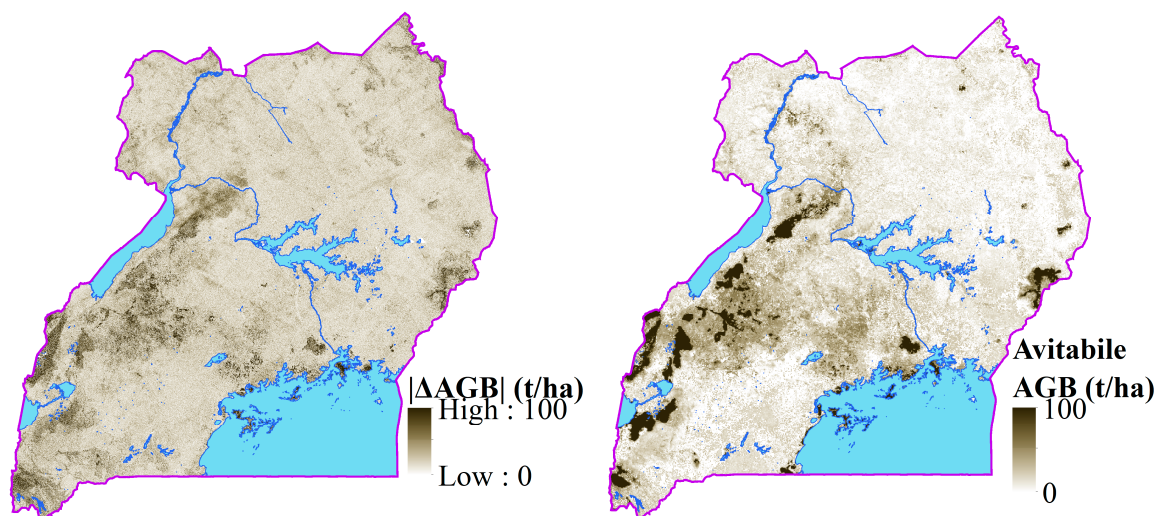 |ΔAGB| (t/ha)
High : 100
Low : 0
Avitabile
AGB (t/ha)
100
0